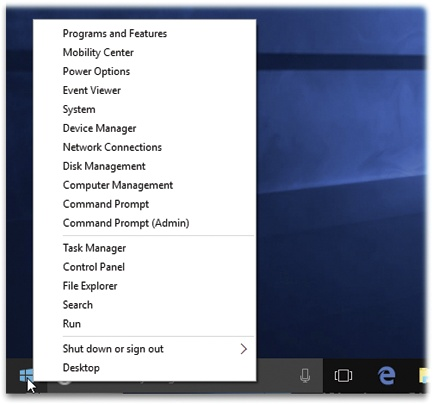 Programs and Features
Mobility Center
Power Options
Event Viewer
System
Device Manager
Network Connections
Disk Management
Computer Management
Command Prompt
Command Prompt (Admin)
Task Manager
Control Panel
File Explorer
Search
Run
Shut down or sign out
Desktop